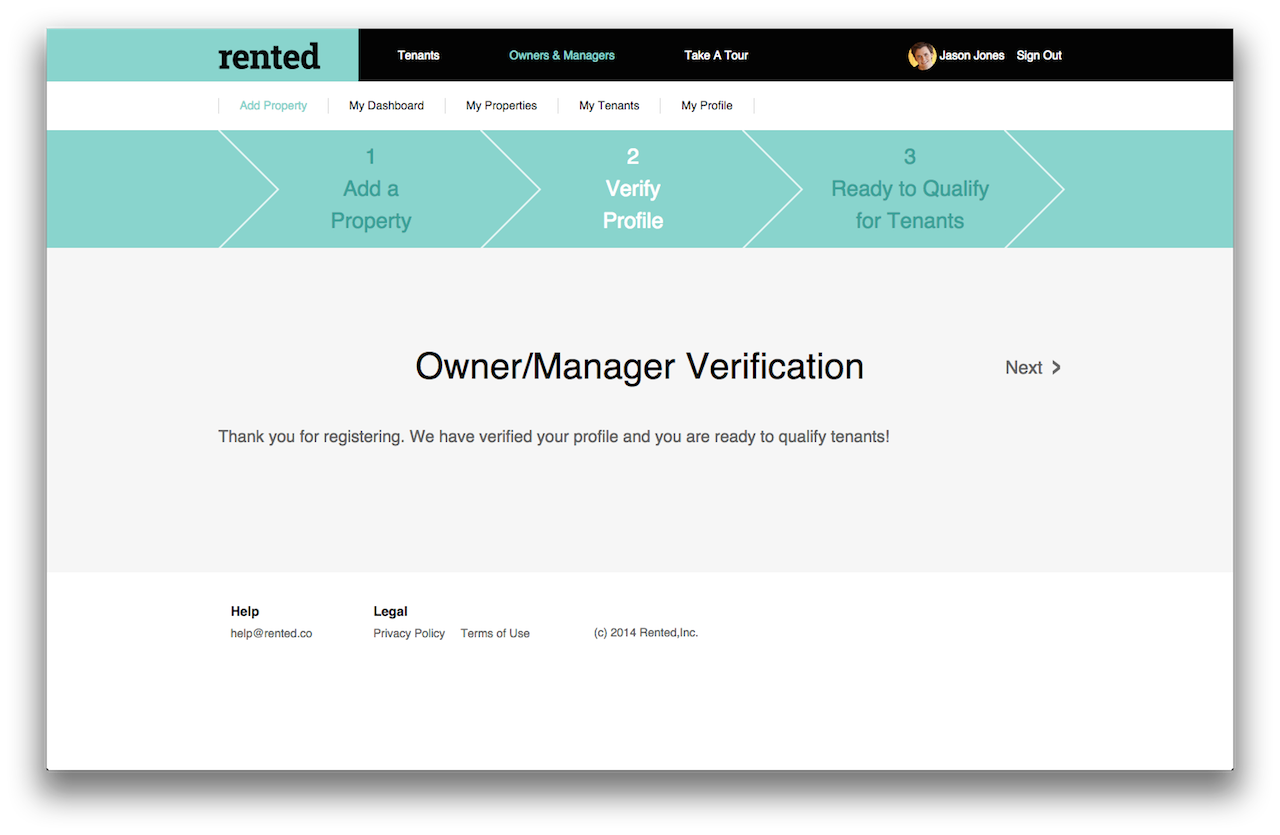 rented
Tenants
Owners & Managers
Take A Tour
Jason Jones
Sign Out
Add Property
My Dashboard
My Properties
My Tenants
My Profile
1
Add a
Property
2
Verify
Profile
3
Ready to Qualify
for Tenants
Owner/Manager Verification
Next >
Thank you for registering. We have verified your profile and you are ready to qualify tenants!
Help
help@rented.co
Legal
Privacy Policy
Terms of Use
(c) 2014 Rented,Inc.